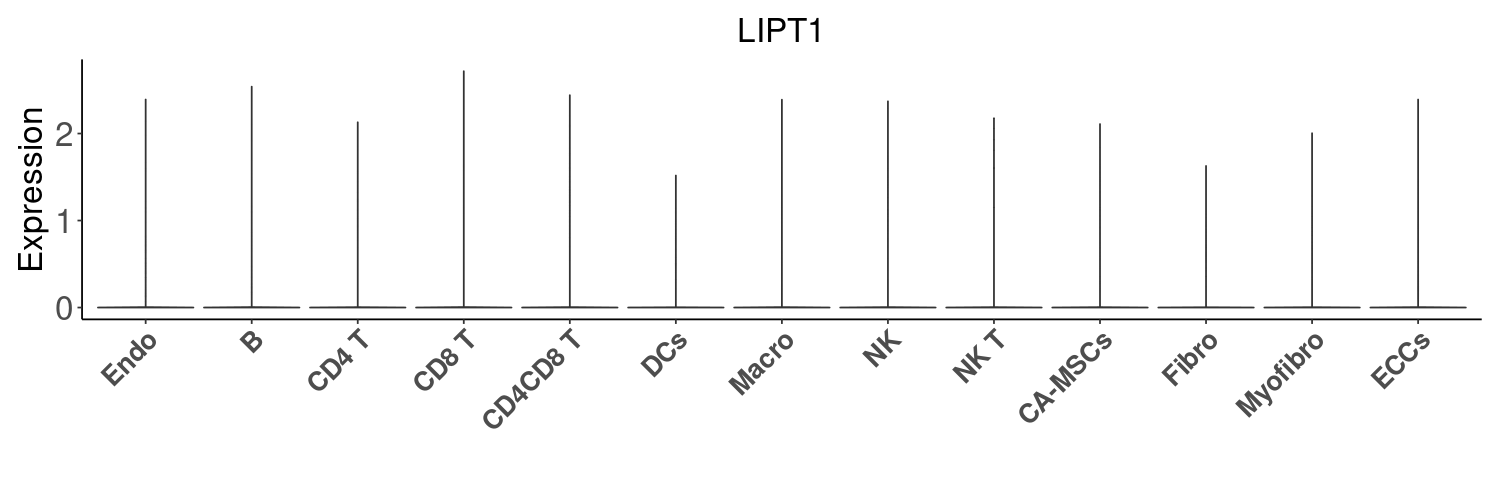 LIPT1
Expression
2
1
0
Endo
B
CD4 T
CD8 T
CD4CD8 T
DCs
Macro
NK
NK T
CA-MSCs
Fibro
Myofibro
ECCs